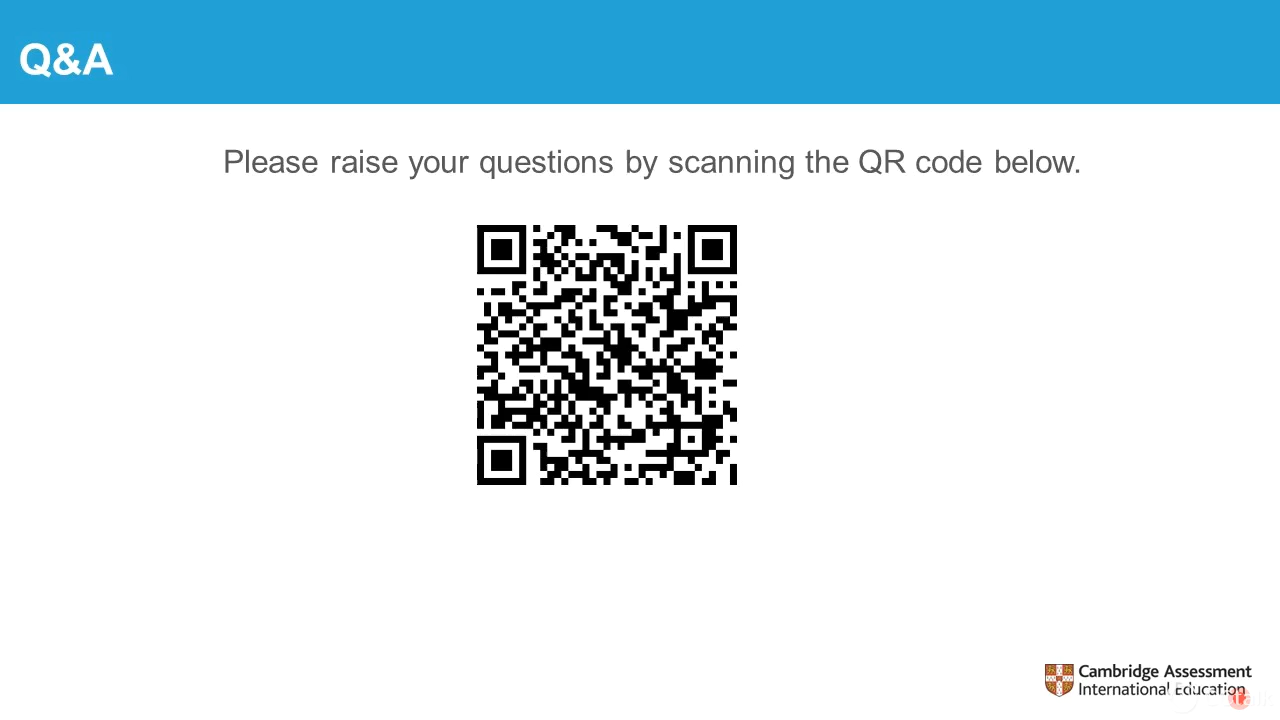 Q&A
Please raise your questions by scanning the QR code below.
Cambridge Assessment
International Education